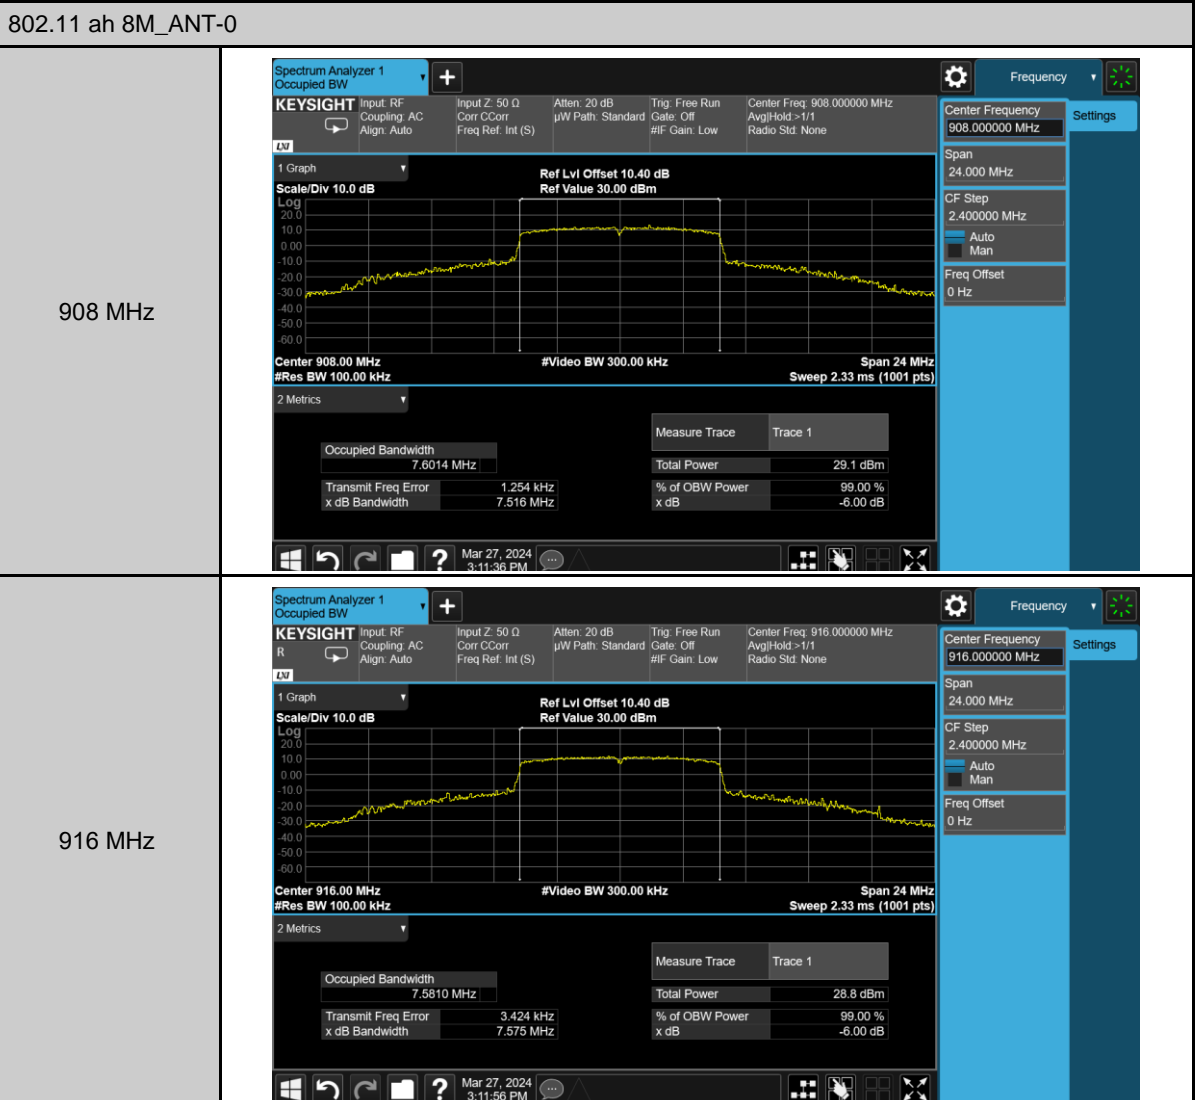 802.11 ah 8M_ANT-0
908 MHz
Spectrum Analyzer 1
Occupied BW
+
Frequency
KEYSIGHT
LXI
Input: RF
Coupling: AC
Align: Auto
Input Z: 50 Ω
Corr CCorr
Freq Ref: Int (S)
Atten: 20 dB
µW Path: Standard
Trig: Free Run
Gate: Off
#IF Gain: Low
Center Freq: 908.000000 MHz
Avg|Hold:>1/1
Radio Std: None
Center Frequency
908.000000 MHz
Settings
Span
24.000 MHz
CF Step
2.400000 MHz
Auto
Man
Freq Offset
0 Hz
1 Graph
Scale/Div 10.0 dB
Ref Lvl Offset 10.40 dB
Ref Value 30.00 dBm
Log
20.0
10.0
0.00
-10.0
-20.0
-30.0
-40.0
-50.0
-60.0
Center 908.00 MHz
#Video BW 300.00 kHz
Span 24 MHz
#Res BW 100.00 kHz
Sweep 2.33 ms (1001 pts)
2 Metrics
Measure Trace Trace 1
Occupied Bandwidth
7.6014 MHz
Total Power 29.1 dBm
Transmit Freq Error 1.254 kHz
% of OBW Power 99.00 %
x dB Bandwidth 7.516 MHz
x dB -6.00 dB
?
Mar 27, 2024
3:11:36 PM
916 MHz
Spectrum Analyzer 1
Occupied BW
+
Frequency
KEYSIGHT
R
LXI
Input: RF
Coupling: AC
Align: Auto
Input Z: 50 Ω
Corr CCorr
Freq Ref: Int (S)
Atten: 20 dB
µW Path: Standard
Trig: Free Run
Gate: Off
#IF Gain: Low
Center Freq: 916.000000 MHz
Avg|Hold:>1/1
Radio Std: None
Center Frequency
916.000000 MHz
Settings
Span
24.000 MHz
CF Step
2.400000 MHz
Auto
Man
Freq Offset
0 Hz
1 Graph
Scale/Div 10.0 dB
Ref Lvl Offset 10.40 dB
Ref Value 30.00 dBm
Log
20.0
10.0
0.00
-10.0
-20.0
-30.0
-40.0
-50.0
-60.0
Center 916.00 MHz
#Video BW 300.00 kHz
Span 24 MHz
#Res BW 100.00 kHz
Sweep 2.33 ms (1001 pts)
2 Metrics
Measure Trace Trace 1
Occupied Bandwidth
7.5810 MHz
Total Power 28.8 dBm
Transmit Freq Error 3.424 kHz
% of OBW Power 99.00 %
x dB Bandwidth 7.575 MHz
x dB -6.00 dB
?
Mar 27, 2024
3:11:56 PM